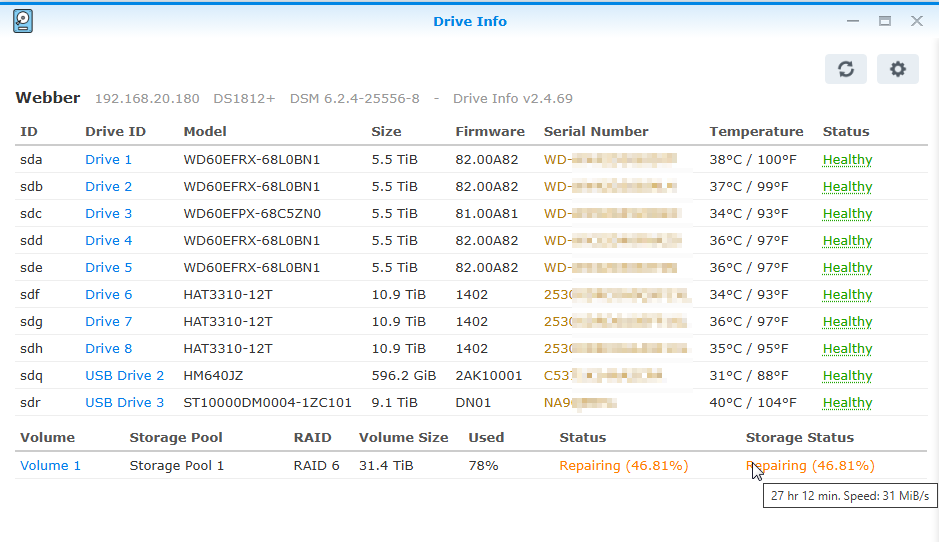 Drive Info
Webber 192.168.20.180 DS1812+ DSM 6.2.4-25556-8 - Drive Info v2.4.69
ID Drive ID Model Size Firmware Serial Number Temperature Status
sda Drive 1 WD60EFRX-68L0BN1 5.5 TiB 82.00A82 WD- 38°C / 100°F Healthy
sdb Drive 2 WD60EFRX-68L0BN1 5.5 TiB 82.00A82 WD- 37°C / 99°F Healthy
sdc Drive 3 WD60EFPX-68C5ZN0 5.5 TiB 81.00A81 WD- 34°C / 93°F Healthy
sdd Drive 4 WD60EFRX-68L0BN1 5.5 TiB 82.00A82 WD- 36°C / 97°F Healthy
sde Drive 5 WD60EFRX-68L0BN1 5.5 TiB 82.00A82 WD- 36°C / 97°F Healthy
sdf Drive 6 HAT3310-12T 10.9 TiB 1402 2530 34°C / 93°F Healthy
sdg Drive 7 HAT3310-12T 10.9 TiB 1402 2530 36°C / 97°F Healthy
sdh Drive 8 HAT3310-12T 10.9 TiB 1402 2530 35°C / 95°F Healthy
sdq USB Drive 2 HM640JZ 596.2 GiB 2AK10001 C53 31°C / 88°F Healthy
sdr USB Drive 3 ST10000DM0004-1ZC101 9.1 TiB DN01 NA9 40°C / 104°F Healthy
Volume Storage Pool RAID Volume Size Used Status Storage Status
Volume 1 Storage Pool 1 RAID 6 31.4 TiB 78% Repairing (46.81%) Repairing (46.81%)
27 hr 12 min. Speed: 31 MiB/s